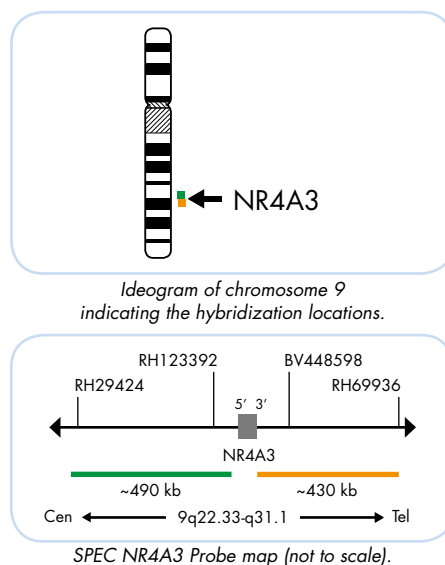 NR4A3
Ideogram of chromosome 9
indicating the hybridization locations.
RH123392 BV448598
RH29424 RH69936
5' 3'
NR4A3
~490 kb ~430 kb
Cen 9q22.33-q31.1 Tel
SPEC NR4A3 Probe map (not to scale).